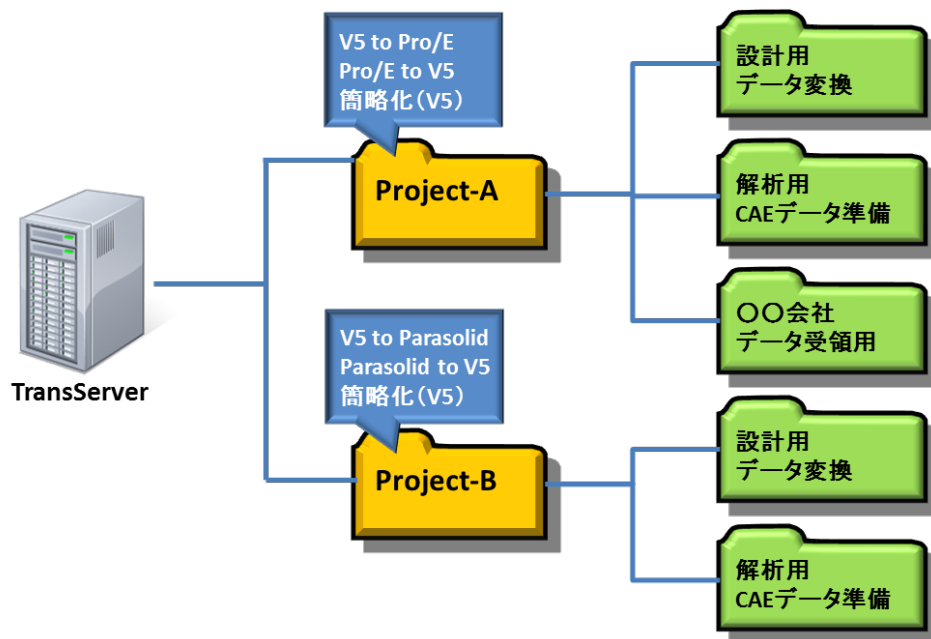 V5 to Pro/E
Pro/E to V5
簡略化(V5)
Project-A
設計用
データ変換
解析用
CAEデータ準備
〇〇会社
データ受領用
TransServer
V5 to Parasolid
Parasolid to V5
簡略化(V5)
Project-B
設計用
データ変換
解析用
CAEデータ準備